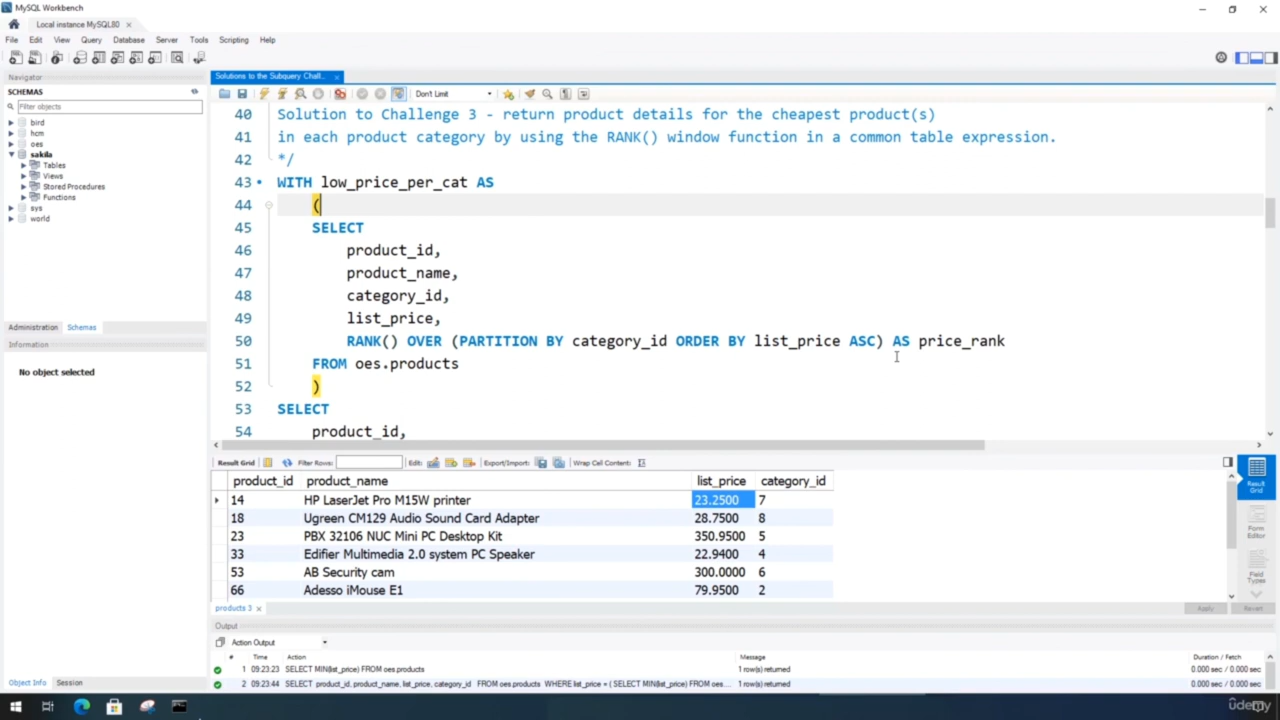 MySQL Workbench
Local instance MySQL80
File Edit View Query Database Server Tools Scripting Help
Navigator
SCHEMAS
Filter objects
bird
hcm
oes
sakila
Tables
Views
Stored Procedures
Functions
sys
world
Administration Schemas
Information
No object selected
Object Info Session
Solutions to the Subquery Chall...
Don't Limit
40 Solution to Challenge 3 - return product details for the cheapest product(s)
41 in each product category by using the RANK() window function in a common table expression.
42 */
43 WITH low_price_per_cat AS
44 (
45 SELECT
46 product_id,
47 product_name,
48 category_id,
49 list_price,
50 RANK() OVER (PARTITION BY category_id ORDER BY list_price ASC) AS price_rank
51 FROM oes.products
52 )
53 SELECT
54 product_id,
Result Grid Filter Rows: Edit: Export/Import: Wrap Cell Content:
product_id product_name list_price category_id
14 HP LaserJet Pro M15W printer 23.2500 7
18 Ugreen CM129 Audio Sound Card Adapter 28.7500 8
23 PBX 32106 NUC Mini PC Desktop Kit 350.9500 5
33 Edifier Multimedia 2.0 system PC Speaker 22.9400 4
53 AB Security cam 300.0000 6
66 Adesso iMouse E1 79.9500 2
Result Grid
Form Editor
Field Types
products 3
Apply Revert
Output
Action Output
# Time Action Message Duration / Fetch
1 09:23:23 SELECT MIN(list_price) FROM oes.products 1 row(s) returned 0.000 sec / 0.000 sec
2 09:23:44 SELECT product_id, product_name, list_price, category_id FROM oes.products WHERE list_price = ( SELECT MIN(list_price) FROM oes.... 1 row(s) returned 0.000 sec / 0.000 sec
udemy